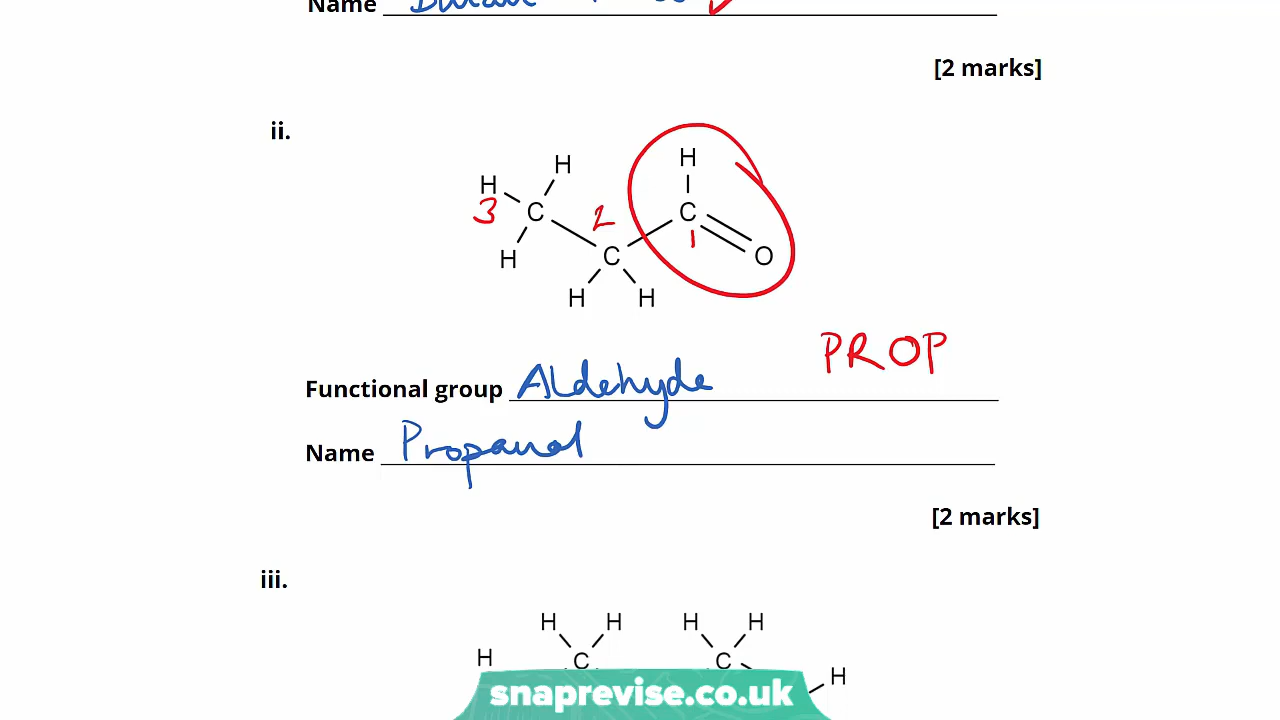 Name
[2 marks]
ii.
H
H
H
3
C
2
C
1
H
C
O
H
H
PROP
Functional group Aldehyde
Name Propanal
[2 marks]
iii.
H H H H
H C C
H
snaprevise.co.uk